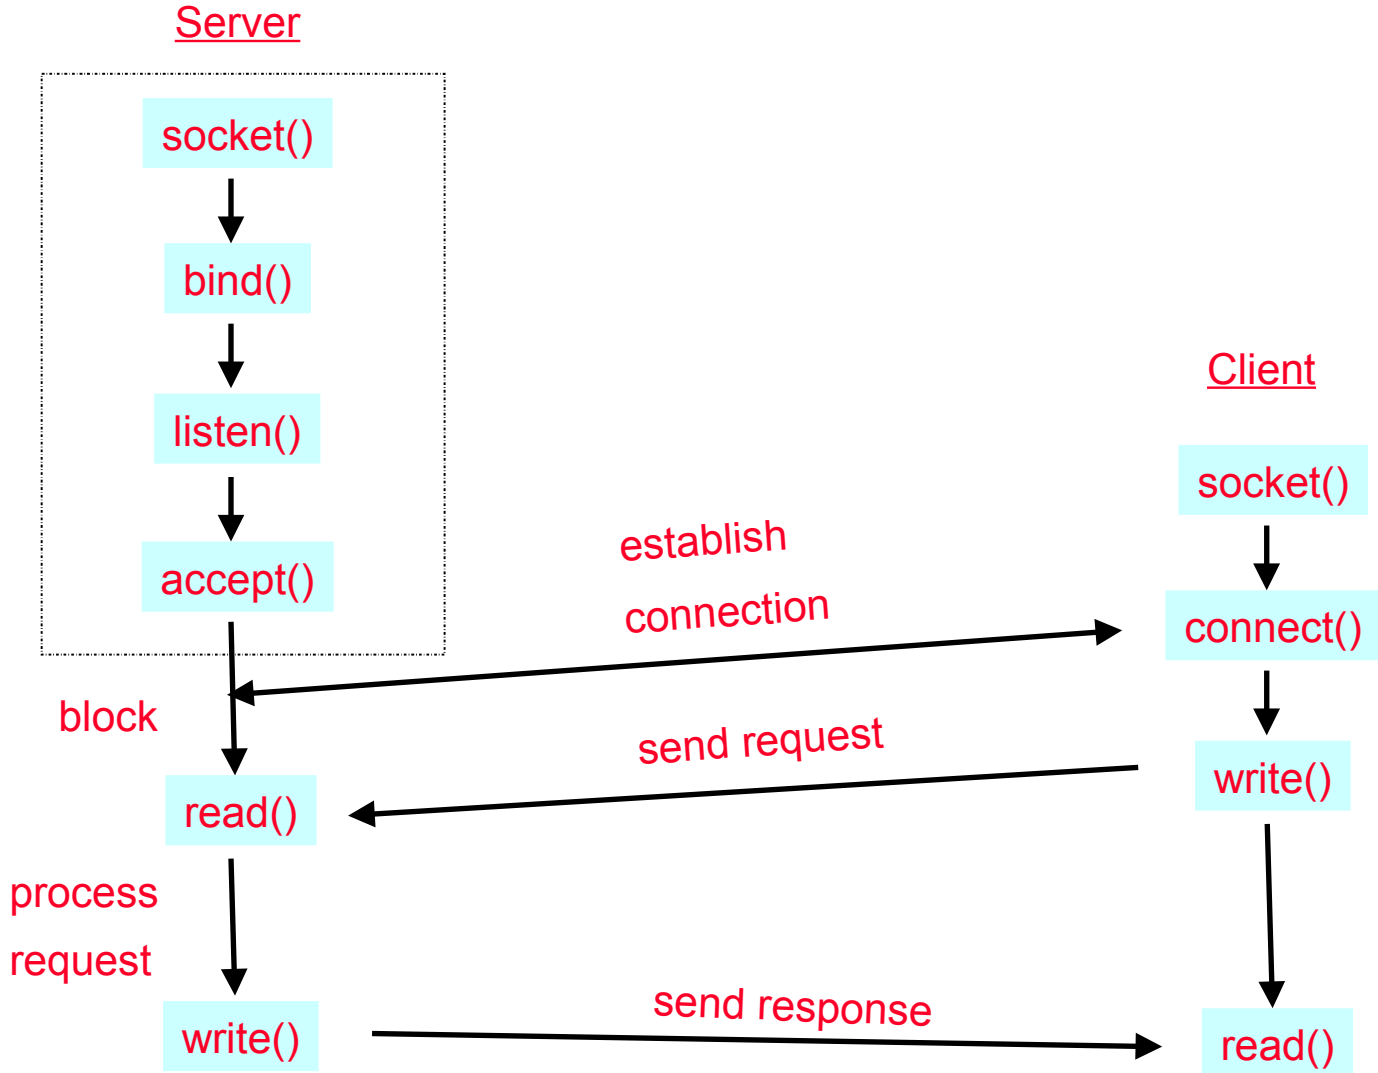 Server
socket()
bind()
listen()
accept()
block
read()
process
request
write()
establish
connection
send request
send response
Client
socket()
connect()
write()
read()